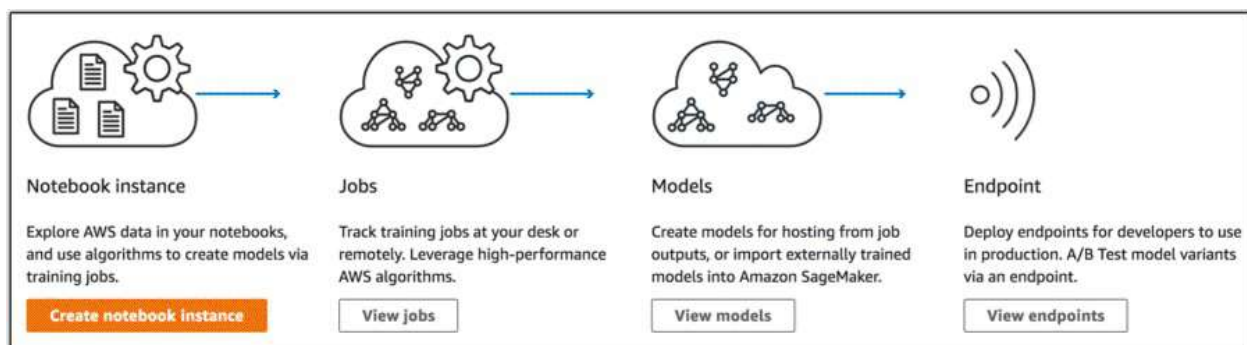 Notebook instance
Explore AWS data in your notebooks,
and use algorithms to create models via
training jobs.
Create notebook instance
Jobs
Track training jobs at your desk or
remotely. Leverage high-performance
AWS algorithms.
View jobs
Models
Create models for hosting from job
outputs, or import externally trained
models into Amazon SageMaker.
View models
Endpoint
Deploy endpoints for developers to use
in production. A/B Test model variants
via an endpoint.
View endpoints